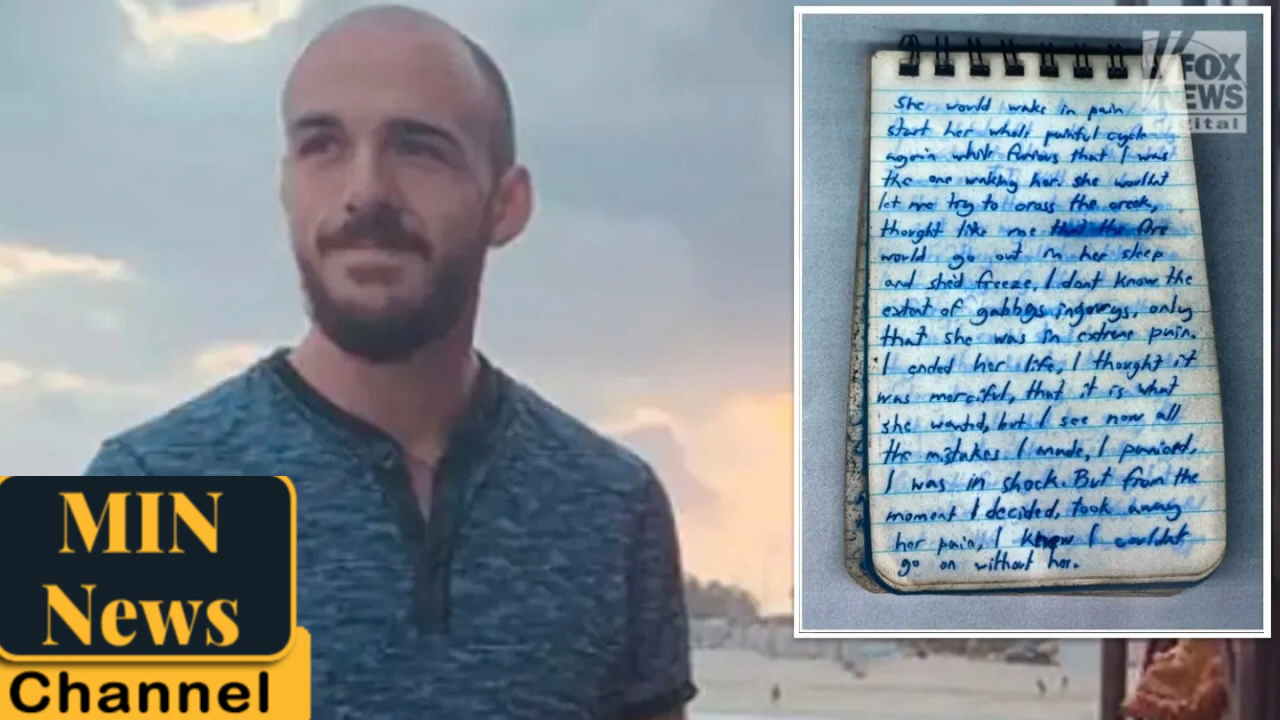 FOX
NEWS
ital
She would wake in pain
start her whole painful cycle
again while furious that I was
the one waking her. she wouldnt
let me try to cross the creek,
thought like me that the fire
would go out in her sleep
and she'd freeze, I dont know the
extent of gabbys injurys, only
that she was in extreme pain.
I ended her life, I thought it
was merciful, that it is what
she wanted, but I see now all
the mistakes I made, I paniced,
I was in shock. But from the
moment I decided, took away
her pain, I knew I couldnt
go on without her.
MIN
News
Channel